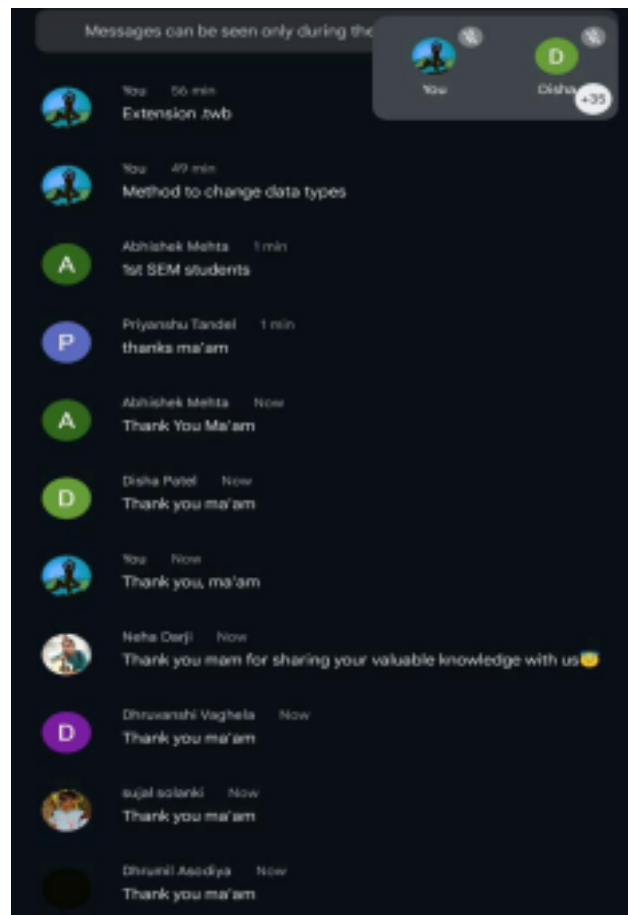 Messages can be seen only during the
You
D
Disha
+35
You 56 min
Extension .twb
You 49 min
Method to change data types
A
Abhishek Mehta 1 min
1st SEM students
P
Priyanshu Tandel 1 min
thanks ma'am
A
Abhishek Mehta Now
Thank You Ma'am
D
Disha Patel Now
Thank you ma'am
You Now
Thank you, ma'am
Neha Darji Now
Thank you mam for sharing your valuable knowledge with us😇
D
Dhruvanshi Vaghela Now
Thank you ma'am
sujal solanki Now
Thank you ma'am
Dhrumil Asodiya Now
Thank you ma'am